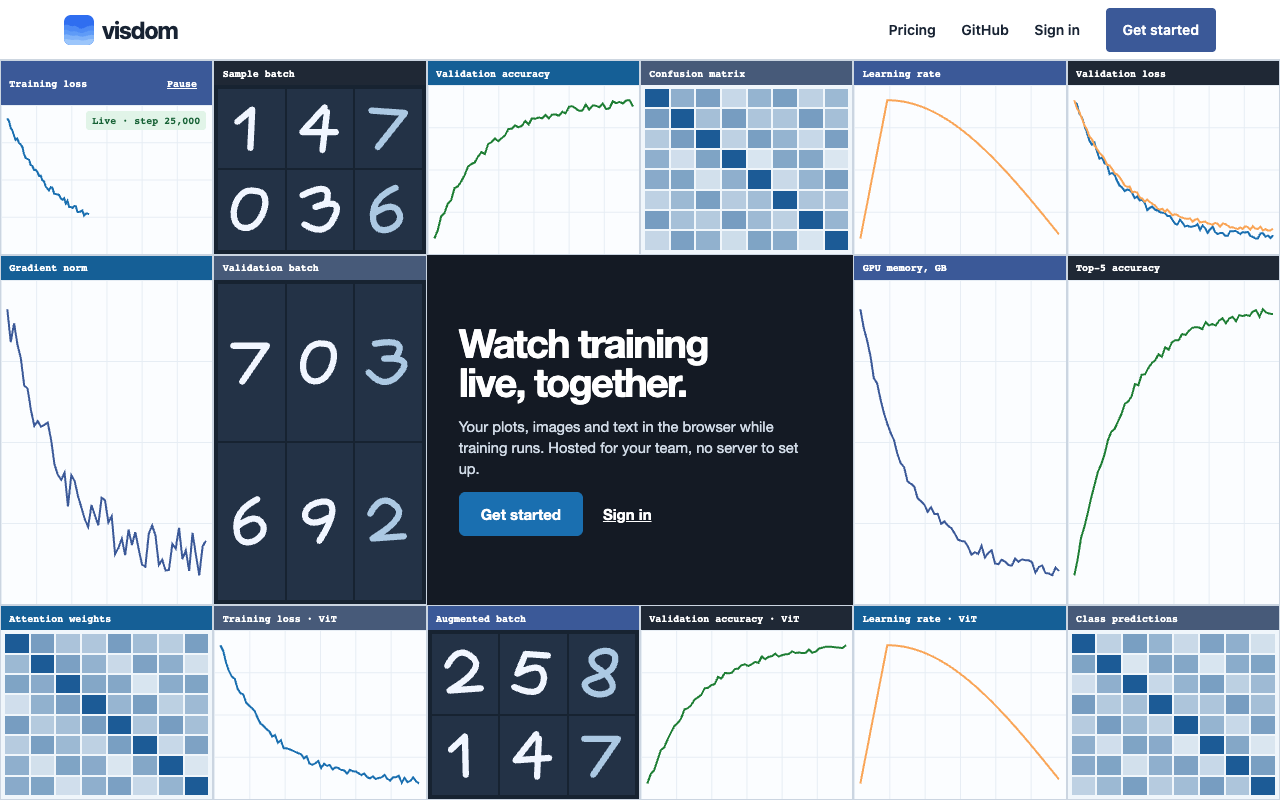 visdom
Pricing GitHub Sign in Get started
Training loss Pause
Live · step 25,000
Sample batch
1 4 7
0 3 6
Validation accuracy
Confusion matrix
Learning rate
Validation loss
Gradient norm
Validation batch
7 0 3
6 9 2
Watch training
live, together.
Your plots, images and text in the browser while
training runs. Hosted for your team, no server to set
up.
Get started Sign in
GPU memory, GB
Top-5 accuracy
Attention weights
Training loss · ViT
Augmented batch
2 5 8
1 4 7
Validation accuracy · ViT
Learning rate · ViT
Class predictions